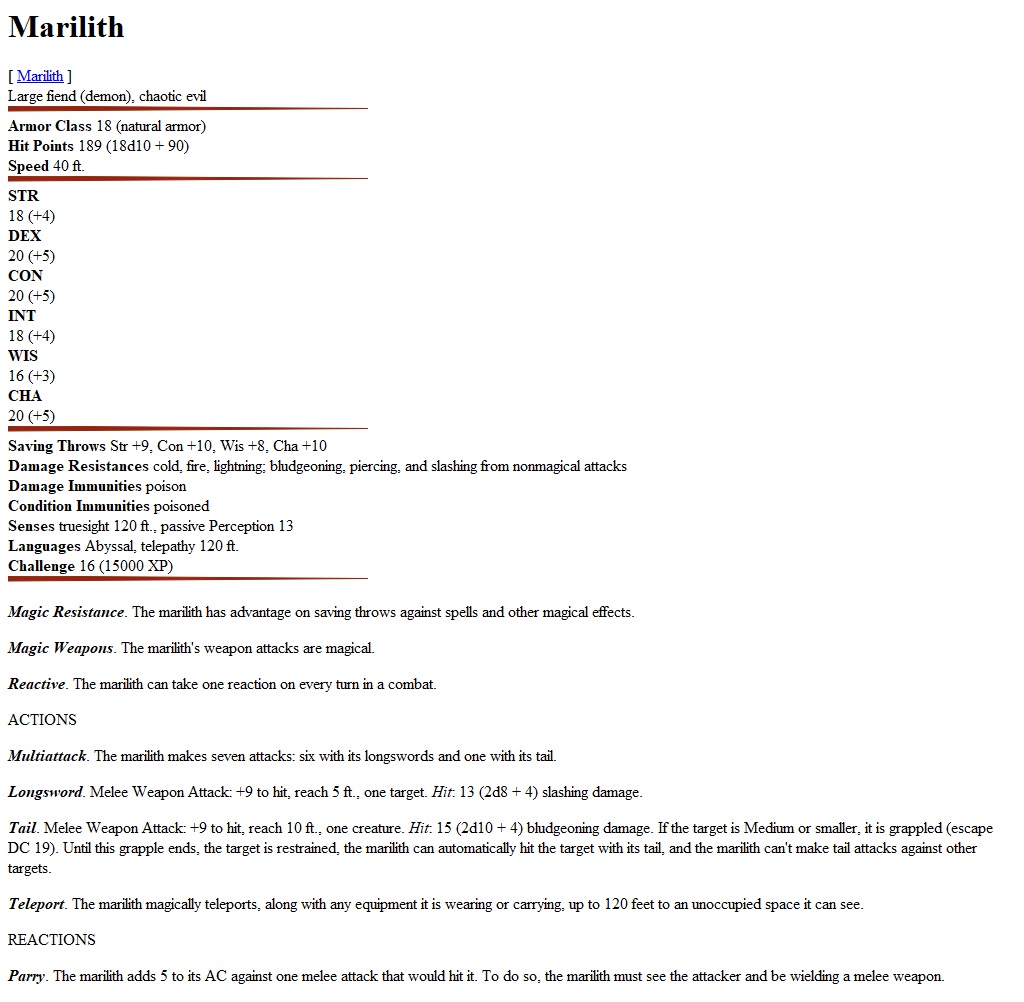 Marilith
[ Marilith ]
Large fiend (demon), chaotic evil
Armor Class 18 (natural armor)
Hit Points 189 (18d10 + 90)
Speed 40 ft.
STR
18 (+4)
DEX
20 (+5)
CON
20 (+5)
INT
18 (+4)
WIS
16 (+3)
CHA
20 (+5)
Saving Throws Str +9, Con +10, Wis +8, Cha +10
Damage Resistances cold, fire, lightning; bludgeoning, piercing, and slashing from nonmagical attacks
Damage Immunities poison
Condition Immunities poisoned
Senses truesight 120 ft., passive Perception 13
Languages Abyssal, telepathy 120 ft.
Challenge 16 (15000 XP)
Magic Resistance. The marilith has advantage on saving throws against spells and other magical effects.
Magic Weapons. The marilith's weapon attacks are magical.
Reactive. The marilith can take one reaction on every turn in a combat.
ACTIONS
Multiattack. The marilith makes seven attacks: six with its longswords and one with its tail.
Longsword. Melee Weapon Attack: +9 to hit, reach 5 ft., one target. Hit: 13 (2d8 + 4) slashing damage.
Tail. Melee Weapon Attack: +9 to hit, reach 10 ft., one creature. Hit: 15 (2d10 + 4) bludgeoning damage. If the target is Medium or smaller, it is grappled (escape
DC 19). Until this grapple ends, the target is restrained, the marilith can automatically hit the target with its tail, and the marilith can't make tail attacks against other
targets.
Teleport. The marilith magically teleports, along with any equipment it is wearing or carrying, up to 120 feet to an unoccupied space it can see.
REACTIONS
Parry. The marilith adds 5 to its AC against one melee attack that would hit it. To do so, the marilith must see the attacker and be wielding a melee weapon.